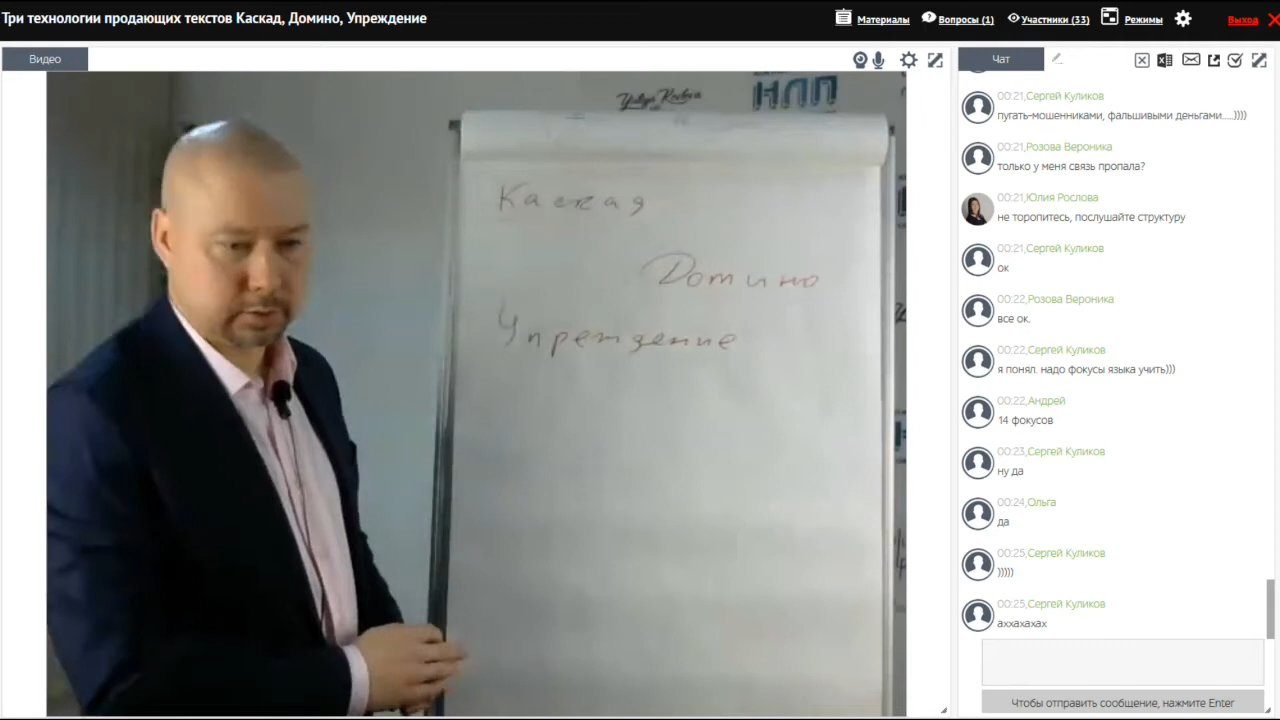 Три технологии продающих текстов Каскад, Домино, Упреждение
Материалы
Вопросы (1)
Участники (33)
Режимы
Выход
Видео
Чат
НЛП
Каскад
Домино
Упреждение
00:21,Сергей Куликов
пугать-мошенниками, фальшивыми деньгами.....))))
00:21,Розова Вероника
только у меня связь пропала?
00:21,Юлия Рослова
не торопитесь, послушайте структуру
00:21,Сергей Куликов
ок
00:22,Розова Вероника
все ок.
00:22,Сергей Куликов
я понял. надо фокусы языка учить)))
00:22,Андрей
14 фокусов
00:23,Сергей Куликов
ну да
00:24,Ольга
да
00:25,Сергей Куликов
)))))
00:25,Сергей Куликов
аххахахах
Чтобы отправить сообщение, нажмите Enter